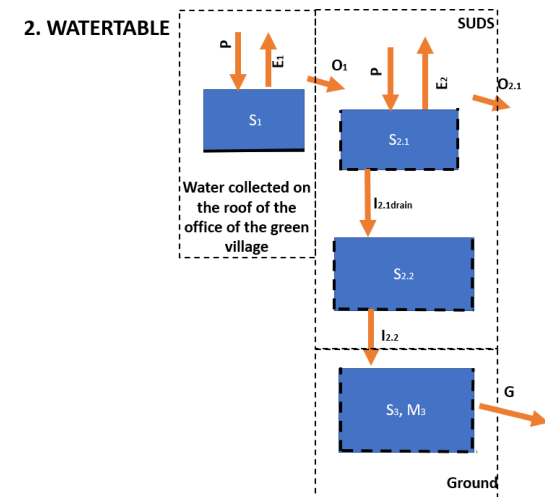 2. WATERTABLE
SUDS
P
E1
O1
P
E2
O2.1
S1
S2.1
Water collected on
the roof of the
office of the green
village
I2.1drain
S2.2
I2.2
S3, M3
G
Ground